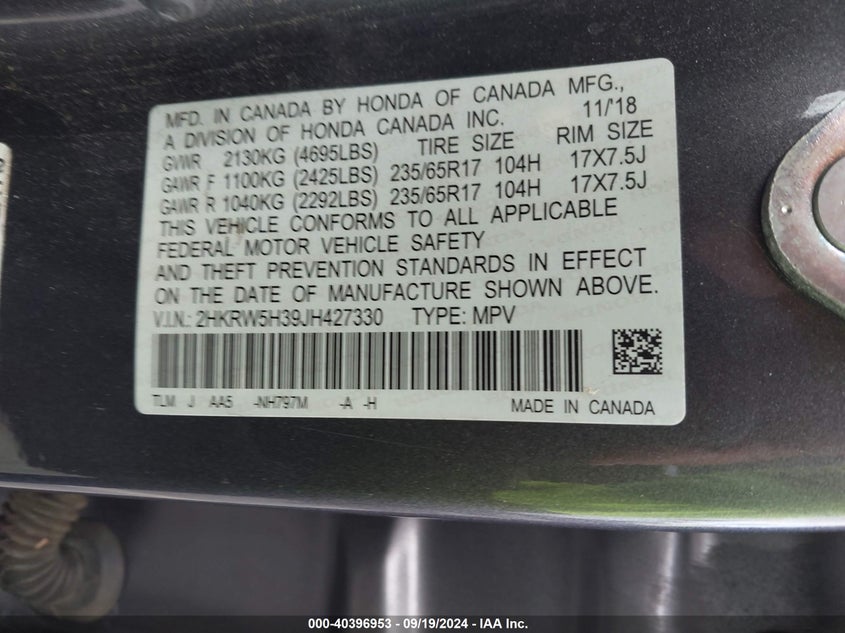 MFD. IN CANADA BY HONDA OF CANADA MFG.,
A DIVISION OF HONDA CANADA INC. 11/'18
GVWR 2130KG (4695LBS) TIRE SIZE RIM SIZE
GAWR F 1100KG (2425LBS) 235/65R17 104H 17X7.5J
GAWR R 1040KG (2292LBS) 235/65R17 104H 17X7.5J
THIS VEHICLE CONFORMS TO ALL APPLICABLE
FEDERAL MOTOR VEHICLE SAFETY
AND THEFT PREVENTION STANDARDS IN EFFECT
ON THE DATE OF MANUFACTURE SHOWN ABOVE.
V.I.N.: 2HKRW5H39JH427330 TYPE: MPV
TLM J AA5 -NH797M -A -H MADE IN CANADA
000-40396953 - 09/19/2024 - IAA Inc.